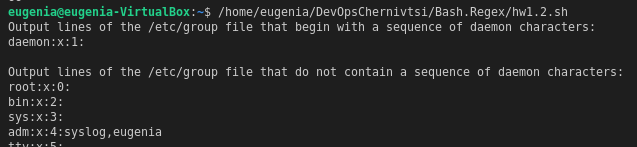 eugenia@eugenia-VirtualBox:~$ /home/eugenia/DevOpsChernivtsi/Bash.Regex/hw1.2.sh
Output lines of the /etc/group file that begin with a sequence of daemon characters:
daemon:x:1:
Output lines of the /etc/group file that do not contain a sequence of daemon characters:
root:x:0:
bin:x:2:
sys:x:3:
adm:x:4:syslog,eugenia
tty:x:5: